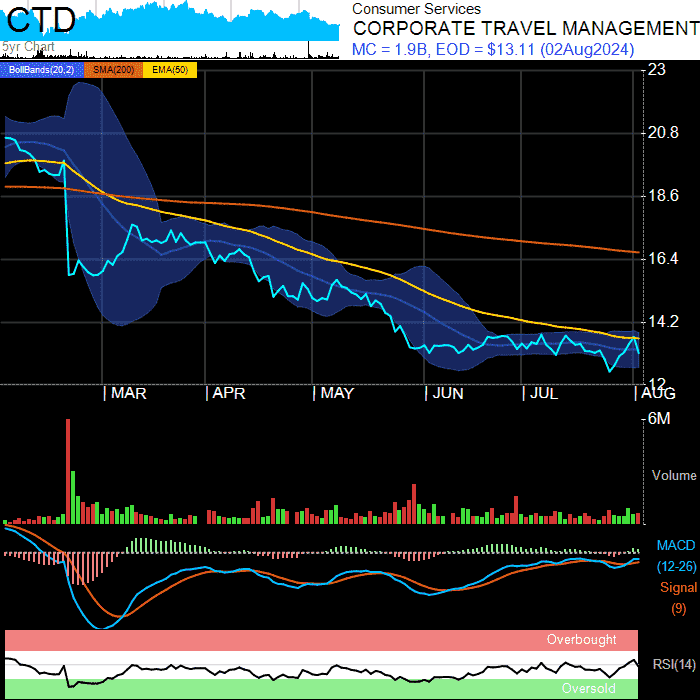 CTD
5yr Chart
Consumer Services
CORPORATE TRAVEL MANAGEMENT
MC = 1.9B, EOD = $13.11 (02Aug2024)
BollBands(20,2) SMA(200) EMA(50)
23
20.8
18.6
16.4
14.2
12
MAR APR MAY JUN JUL AUG
6M
Volume
MACD
(12-26)
Signal
(9)
Overbought
RSI(14)
Oversold